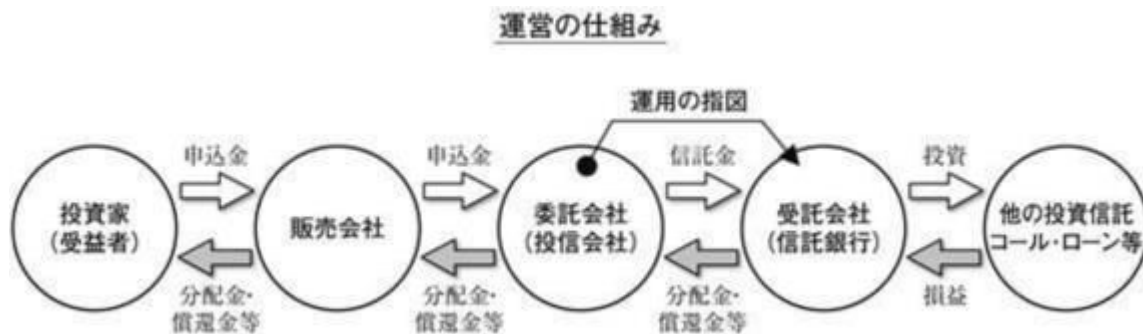 運営の仕組み
運用の指図
申込金
申込金
信託金
投資
投資家
(受益者)
販売会社
委託会社
(投信会社)
受託会社
(信託銀行)
他の投資信託
コール・ローン等
分配金・
償還金等
分配金・
償還金等
分配金・
償還金等
損益